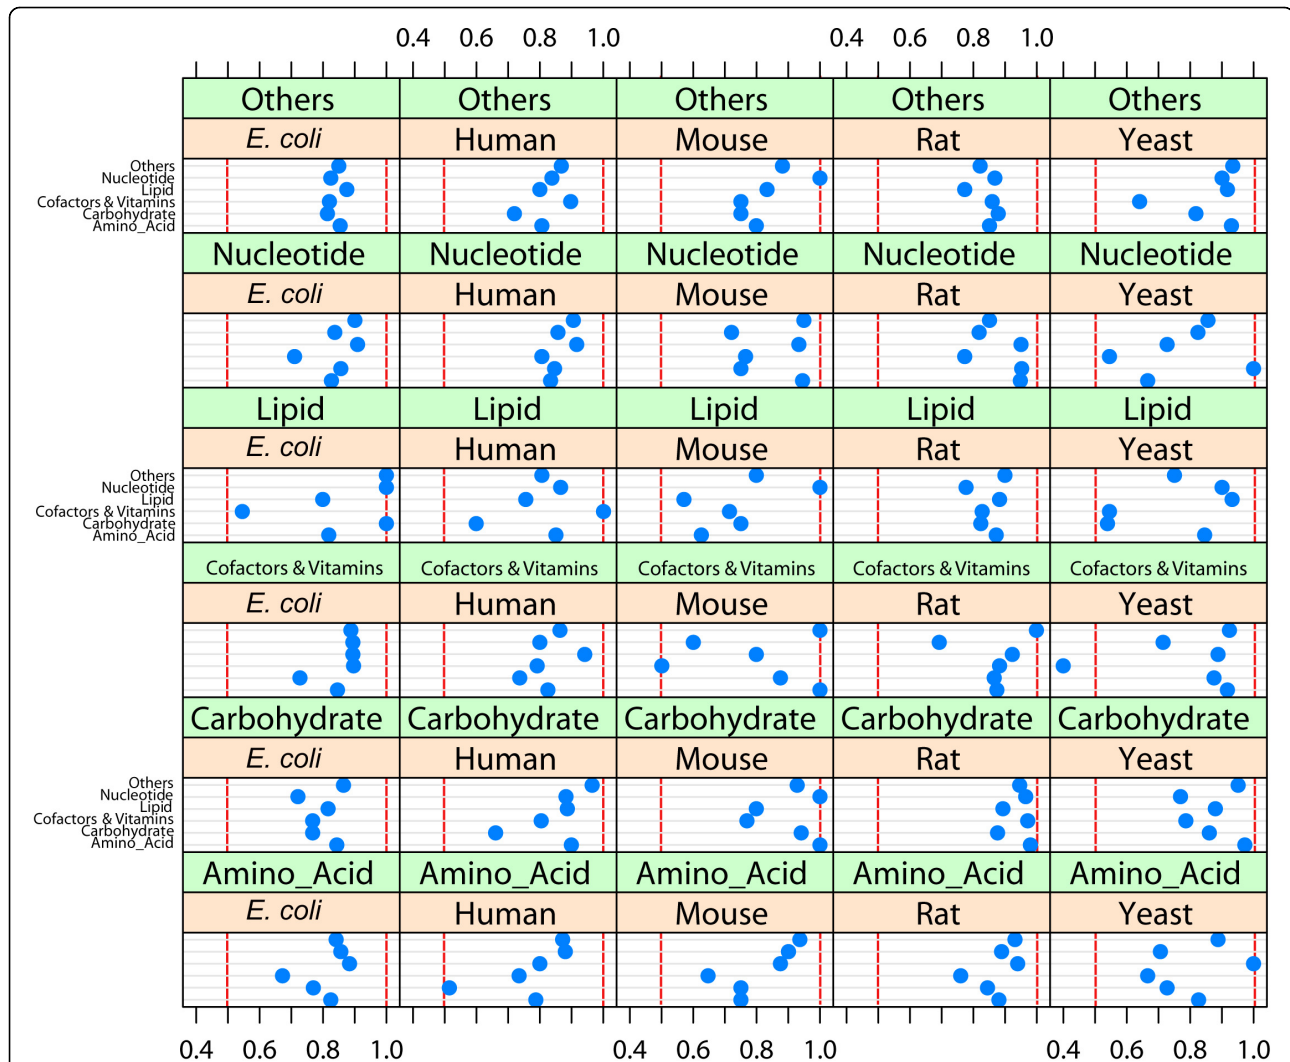 0.4 0.6 0.8 1.0 0.4 0.6 0.8 1.0
Others Others Others Others Others
E. coli Human Mouse Rat Yeast
Others
Nucleotide
Lipid
Cofactors & Vitamins
Carbohydrate
Amino_Acid
Nucleotide Nucleotide Nucleotide Nucleotide Nucleotide
E. coli Human Mouse Rat Yeast
Lipid Lipid Lipid Lipid Lipid
E. coli Human Mouse Rat Yeast
Others
Nucleotide
Lipid
Cofactors & Vitamins
Carbohydrate
Amino_Acid
Cofactors & Vitamins Cofactors & Vitamins Cofactors & Vitamins Cofactors & Vitamins Cofactors & Vitamins
E. coli Human Mouse Rat Yeast
Carbohydrate Carbohydrate Carbohydrate Carbohydrate Carbohydrate
E. coli Human Mouse Rat Yeast
Others
Nucleotide
Lipid
Cofactors & Vitamins
Carbohydrate
Amino_Acid
Amino_Acid Amino_Acid Amino_Acid Amino_Acid Amino_Acid
E. coli Human Mouse Rat Yeast
0.4 0.6 0.8 1.0 0.4 0.6 0.8 1.0 0.4 0.6 0.8 1.0